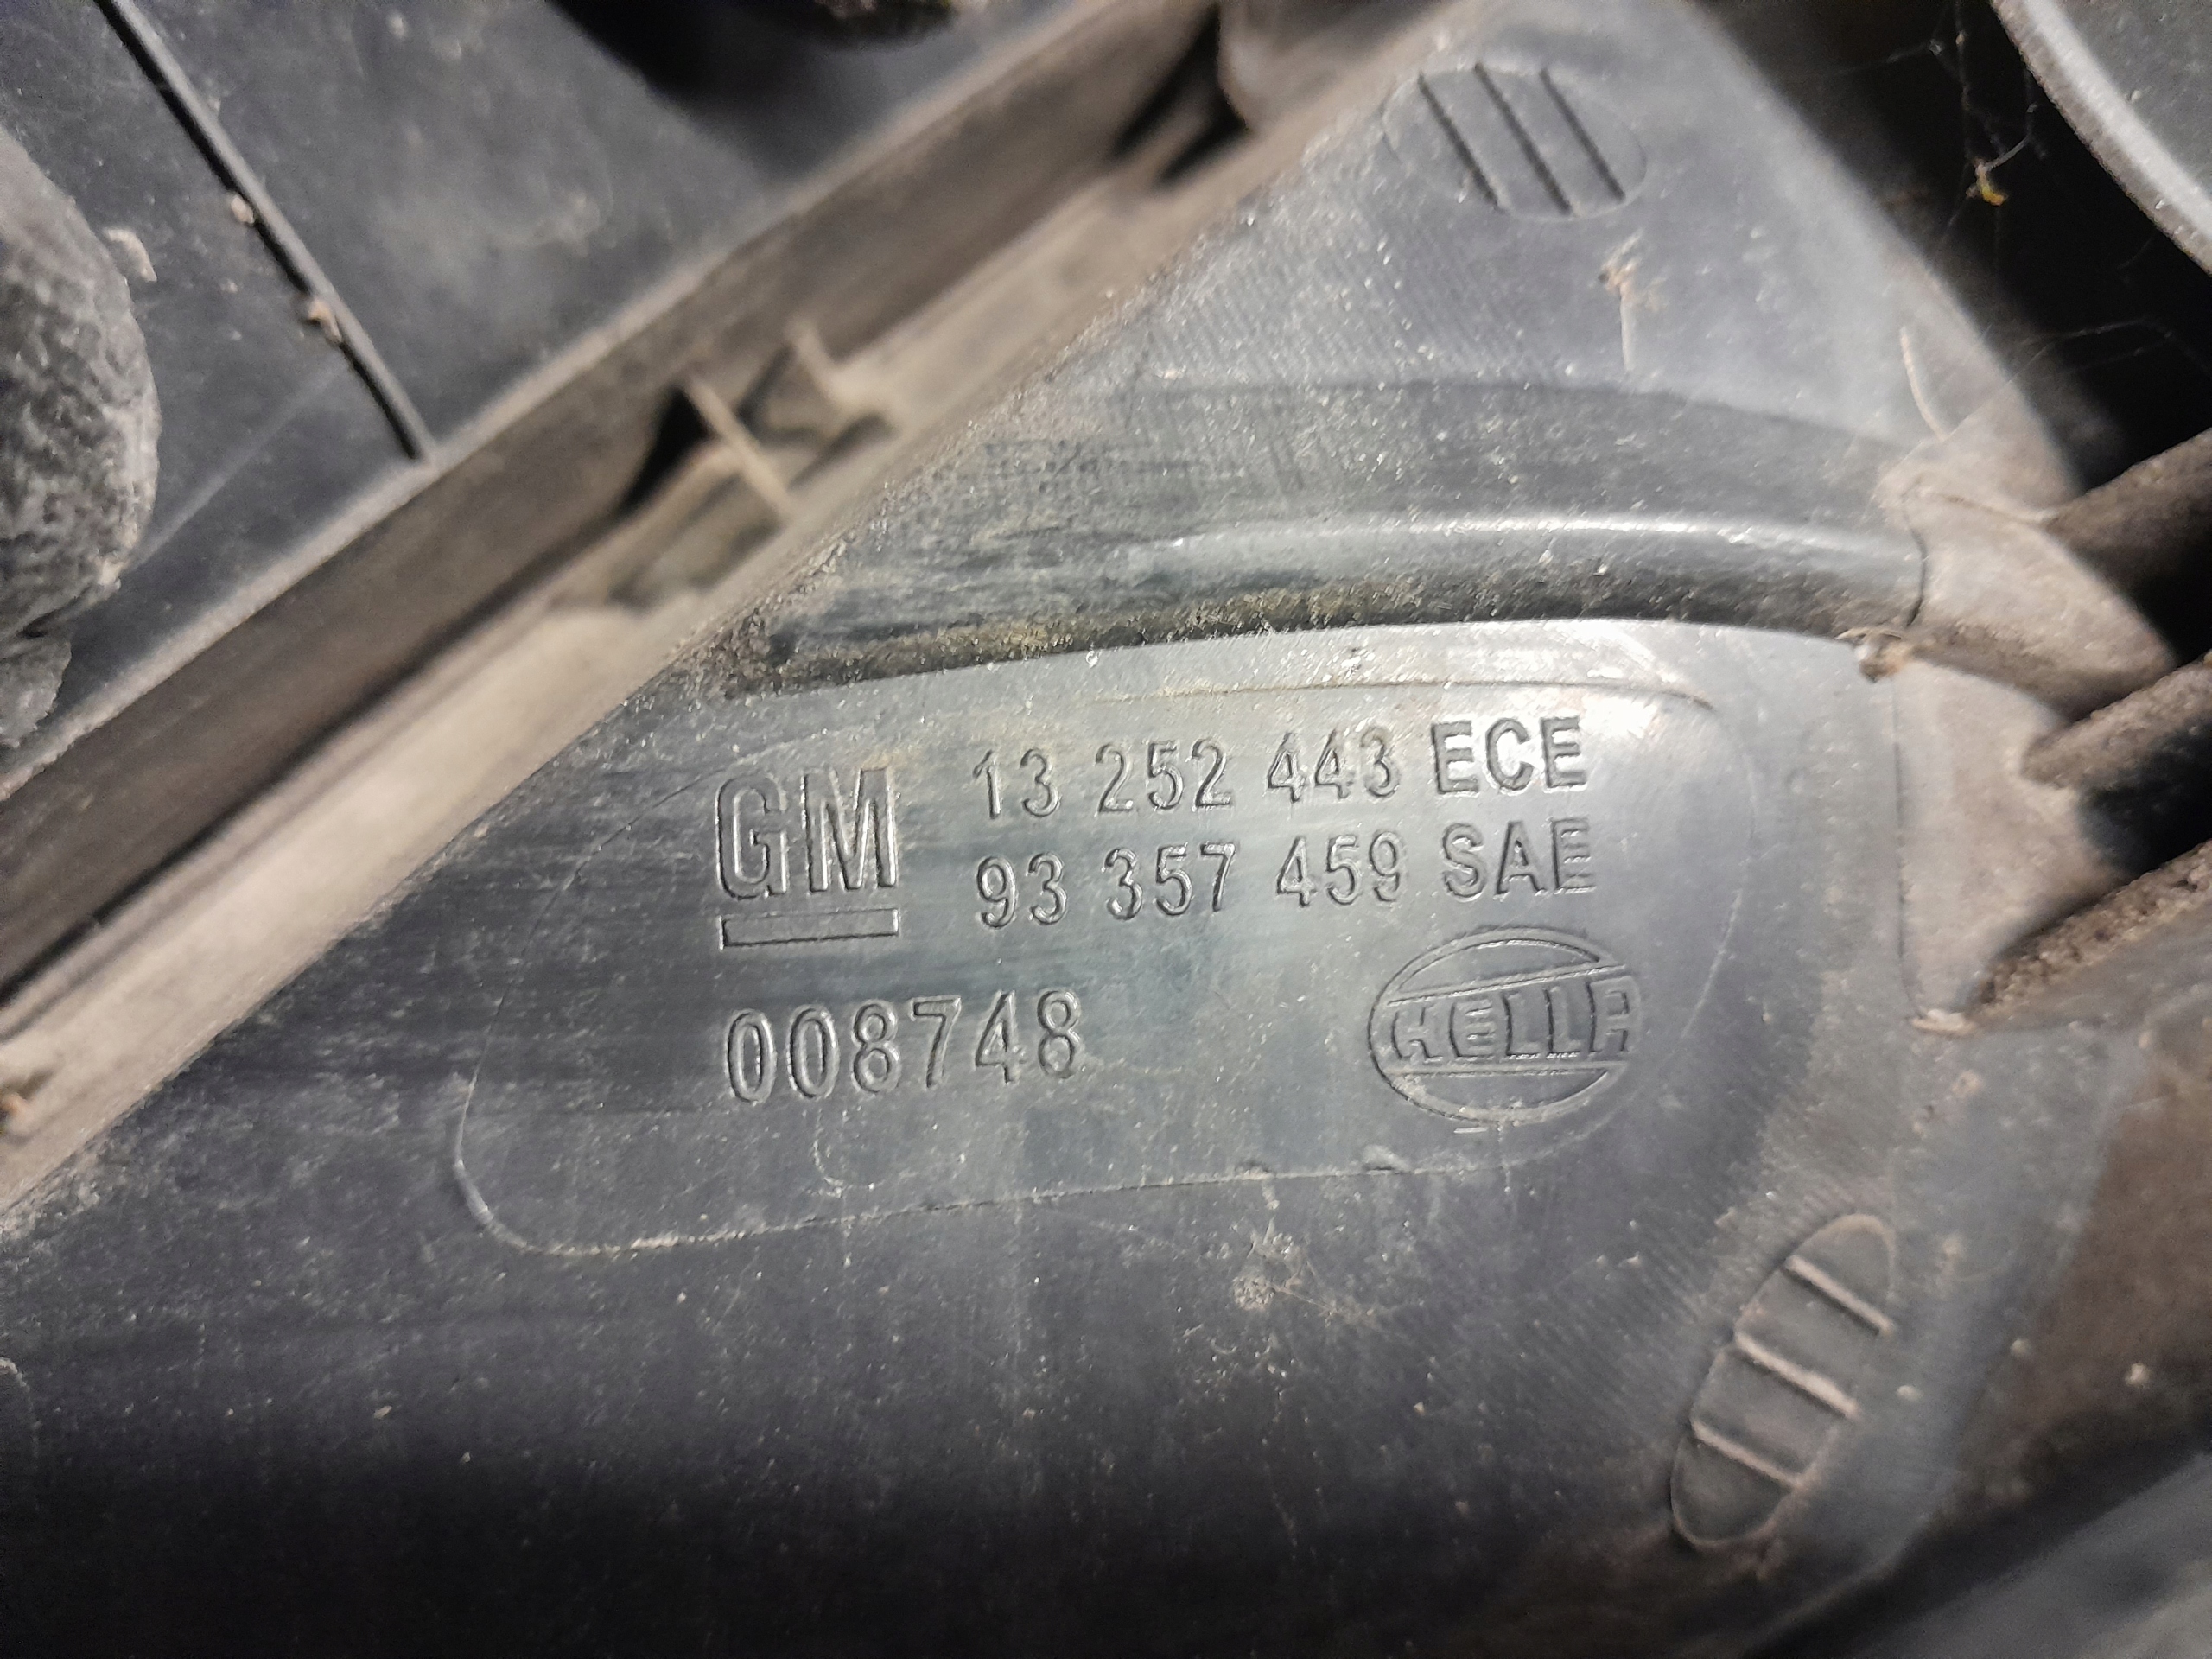 GM 13 252 443 ECE
93 357 459 SAE
008748
HELLA